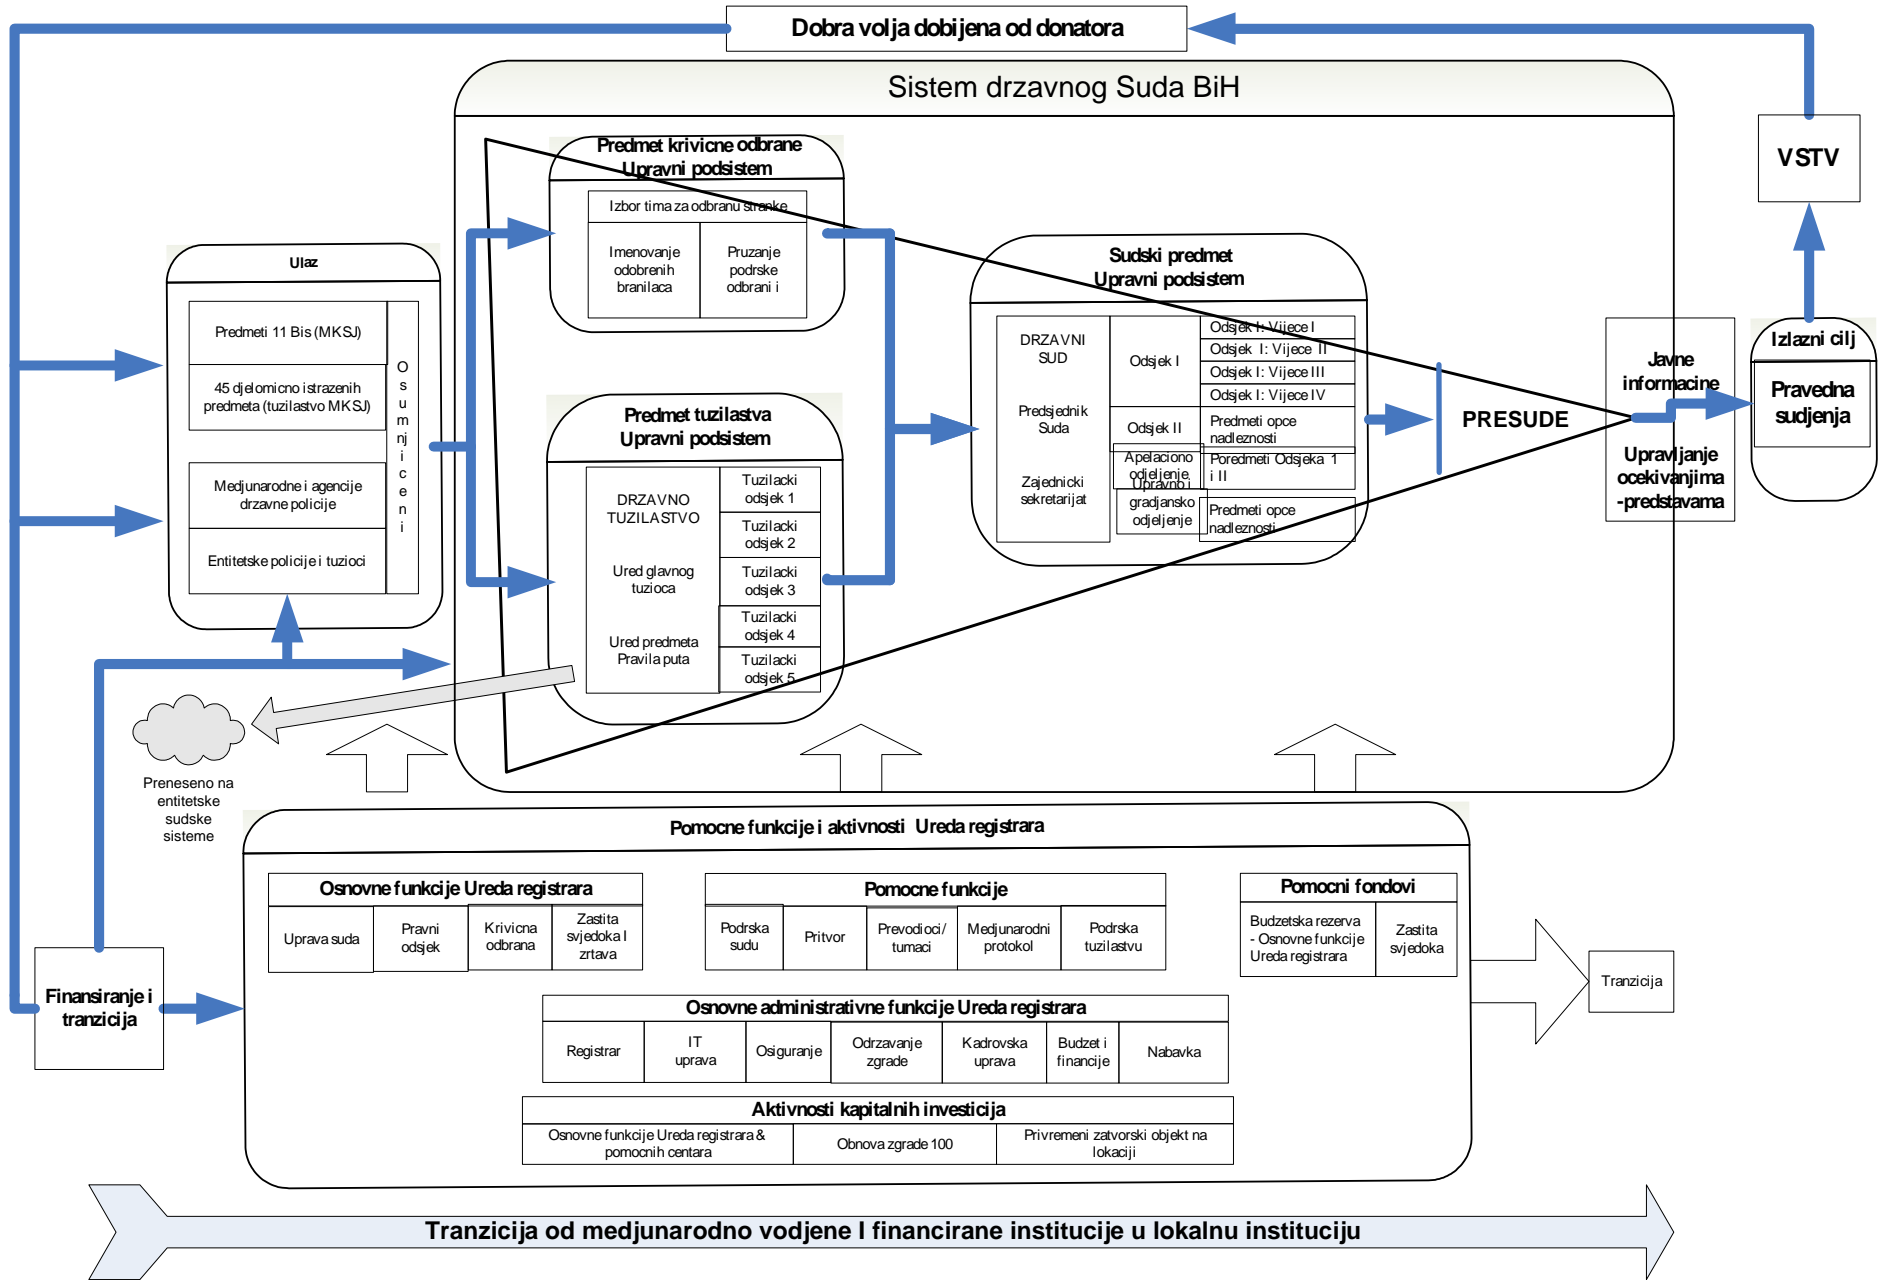 Dobra volja dobijena od donatora
Sistem drzavnog Suda BiH
VSTV
Predmet krivicne odbrane
Upravni podsistem
Izbor tima za odbranu stranke
Imenovanje
odobrenih
branilaca
Pruzanje
podrske
odbrani i
Ulaz
Predmeti 11 Bis (MKSJ)
45 djelomicno istrazenih
predmeta (tuzilastvo MKSJ)
Medjunarodne i agencije
drzavne policije
Entitetske policije i tuzioci
Osumnjiceni
Predmet tuzilastva
Upravni podsistem
DRZAVNO
TUZILASTVO
Ured glavnog
tuzioca
Ured predmeta
Pravila puta
Tuzilacki
odsjek 1
Tuzilacki
odsjek 2
Tuzilacki
odsjek 3
Tuzilacki
odsjek 4
Tuzilacki
odsjek 5
Sudski predmet
Upravni podsistem
DRZAVNI
SUD
Predsjednik
Suda
Zajednicki
sekretarijat
Odsjek I
Odsjek I: Vijece I
Odsjek I: Vijece II
Odsjek I: Vijece III
Odsjek I: Vijece IV
Odsjek II
Predmeti opce
nadleznosti
Apelaciono
odjeljenje
Poredmeti Odsjeka 1
i II
Upravno i
gradjansko
odjeljenje
Predmeti opce
nadleznosti
PRESUDE
Javne
informacine
Upravljanje
ocekivanjima
-predstavama
Izlazni cilj
Pravedna
sudjenja
Preneseno na
entitetske
sudske
sisteme
Finansiranje i
tranzicija
Pomocne funkcije i aktivnosti Ureda registrara
Osnovne funkcije Ureda registrara
Uprava suda
Pravni
odsjek
Krivicna
odbrana
Zastita
svjedoka I
zrtava
Pomocne funkcije
Podrska
sudu
Pritvor
Prevodioci/
tumaci
Medjunarodni
protokol
Podrska
tuzilastvu
Pomocni fondovi
Budzetska rezerva
- Osnovne funkcije
Ureda registrara
Zastita
svjedoka
Tranzicija
Osnovne administrativne funkcije Ureda registrara
Registrar
IT
uprava
Osiguranje
Odrzavanje
zgrade
Kadrovska
uprava
Budzet i
financije
Nabavka
Aktivnosti kapitalnih investicija
Osnovne funkcije Ureda registrara &
pomocnih centara
Obnova zgrade 100
Privremeni zatvorski objekt na
lokaciji
Tranzicija od medjunarodno vodjene I financirane institucije u lokalnu instituciju